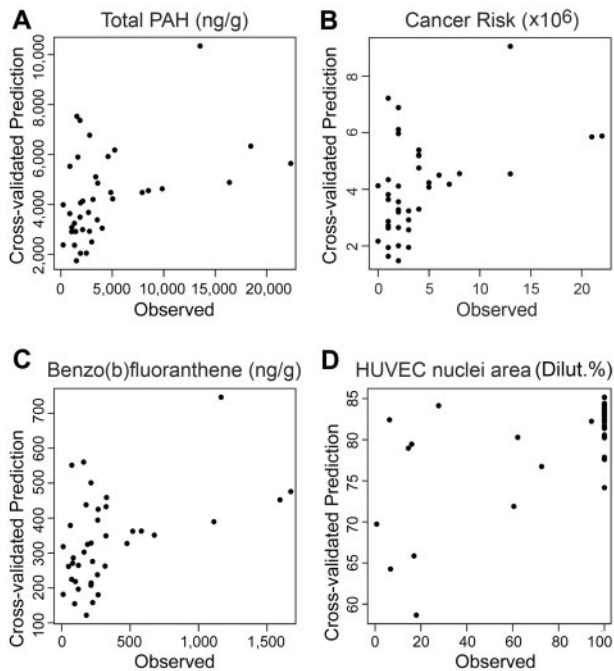 A Total PAH (ng/g)
Cross-validated Prediction
10,000
8,000
6,000
4,000
2,000
0 5,000 10,000 15,000 20,000
Observed
B Cancer Risk (x10⁶)
Cross-validated Prediction
8
6
4
2
0 5 10 15 20
Observed
C Benzo(b)fluoranthene (ng/g)
Cross-validated Prediction
700
600
500
400
300
200
100
0 500 1,000 1,500
Observed
D HUVEC nuclei area (Dilut.%)
Cross-validated Prediction
85
80
75
70
65
60
0 20 40 60 80 100
Observed